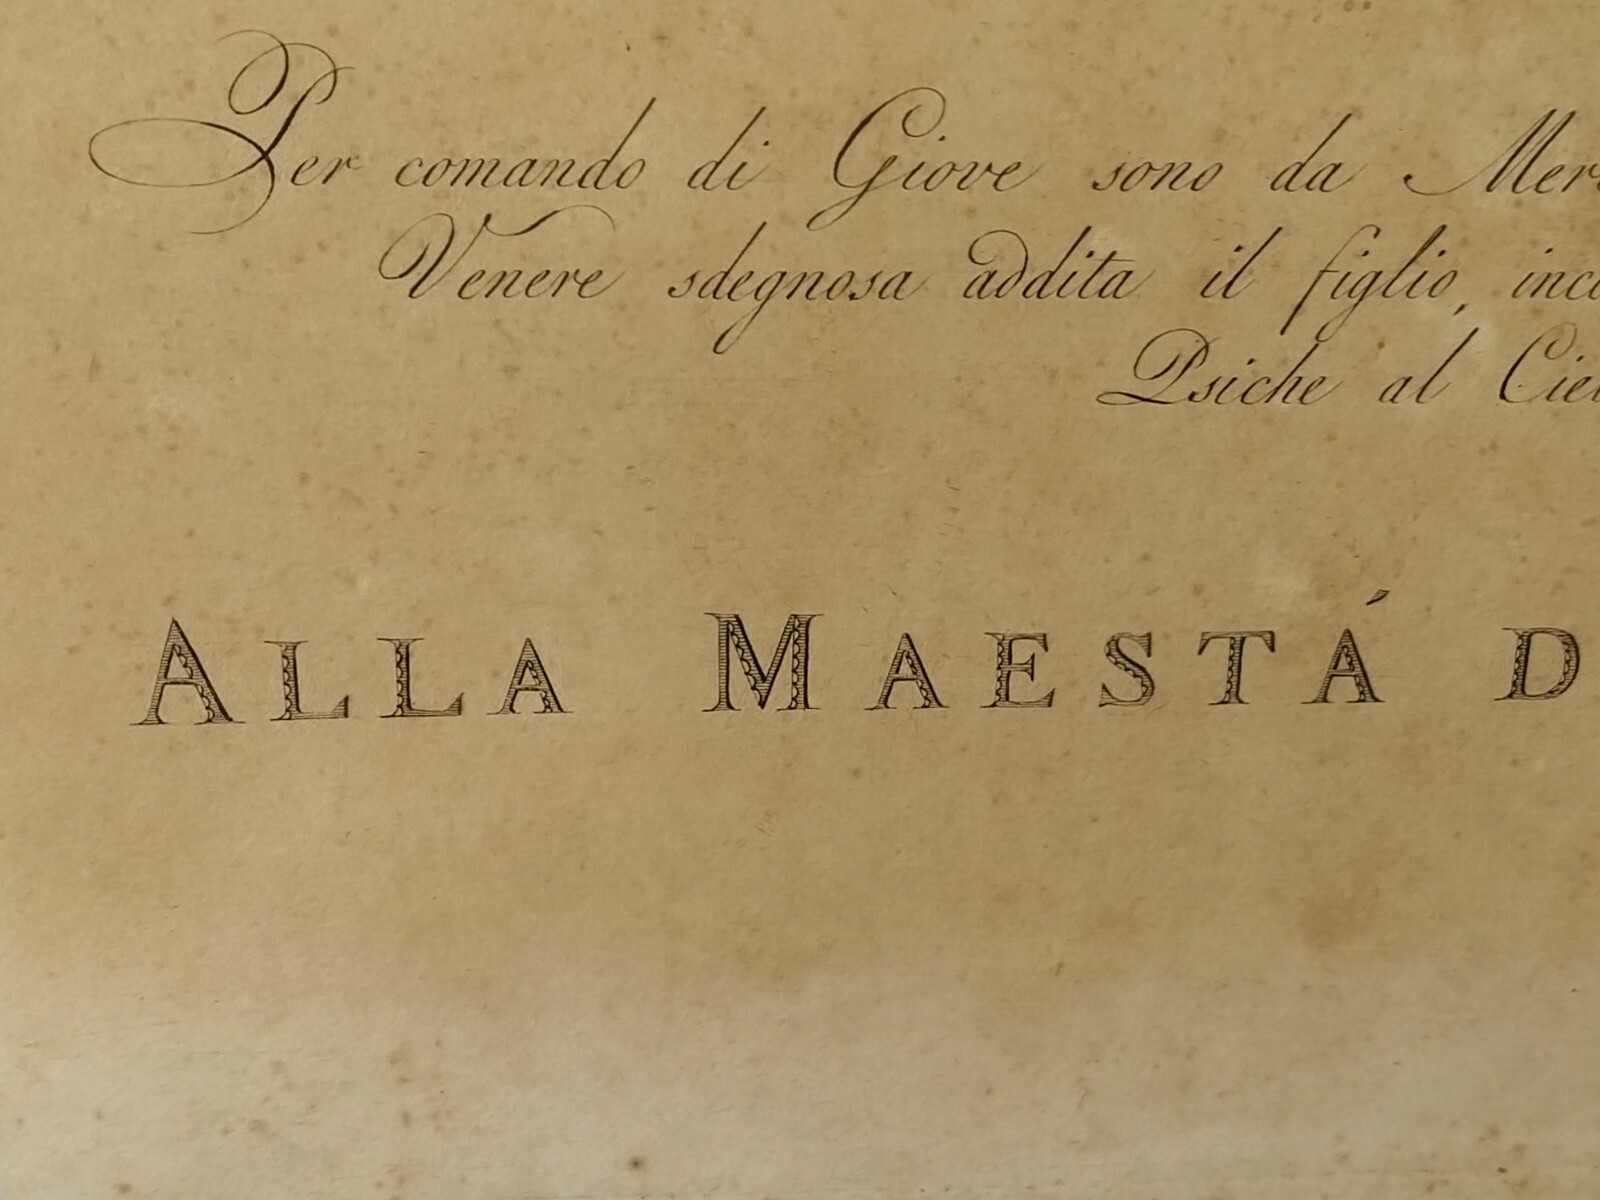 Per comando di Giove sono da
Venere sdegnosa addita il figlio,
Psiche al
ALLA MAESTÁ